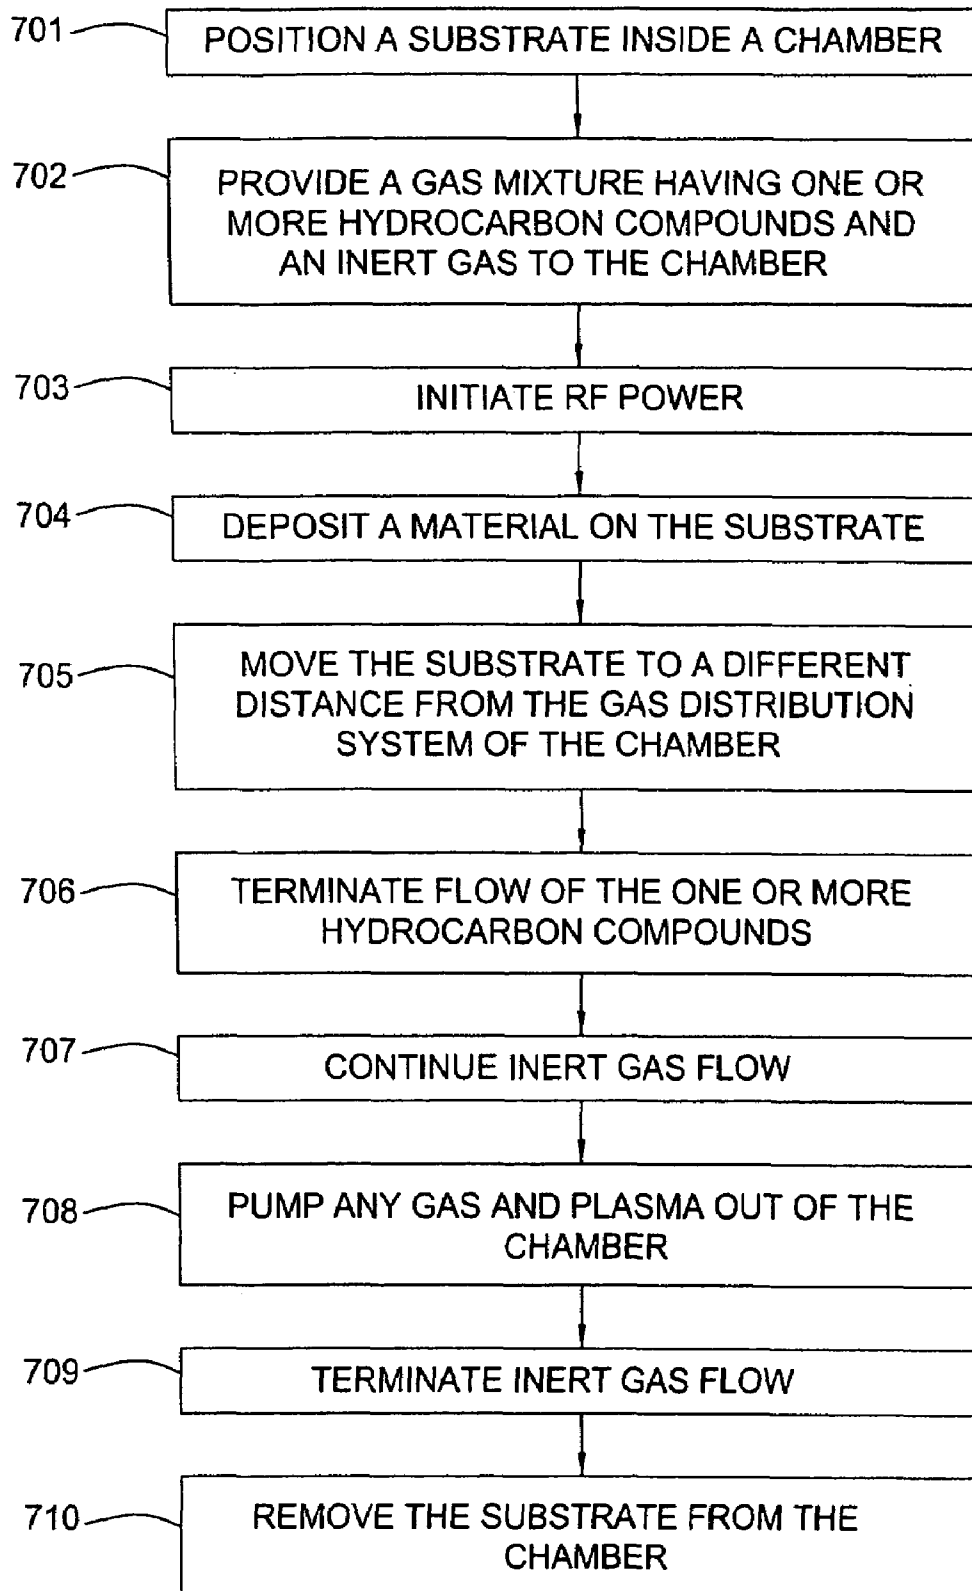 701
POSITION A SUBSTRATE INSIDE A CHAMBER
702
PROVIDE A GAS MIXTURE HAVING ONE OR
MORE HYDROCARBON COMPOUNDS AND
AN INERT GAS TO THE CHAMBER
703
INITIATE RF POWER
704
DEPOSIT A MATERIAL ON THE SUBSTRATE
705
MOVE THE SUBSTRATE TO A DIFFERENT
DISTANCE FROM THE GAS DISTRIBUTION
SYSTEM OF THE CHAMBER
706
TERMINATE FLOW OF THE ONE OR MORE
HYDROCARBON COMPOUNDS
707
CONTINUE INERT GAS FLOW
708
PUMP ANY GAS AND PLASMA OUT OF THE
CHAMBER
709
TERMINATE INERT GAS FLOW
710
REMOVE THE SUBSTRATE FROM THE
CHAMBER